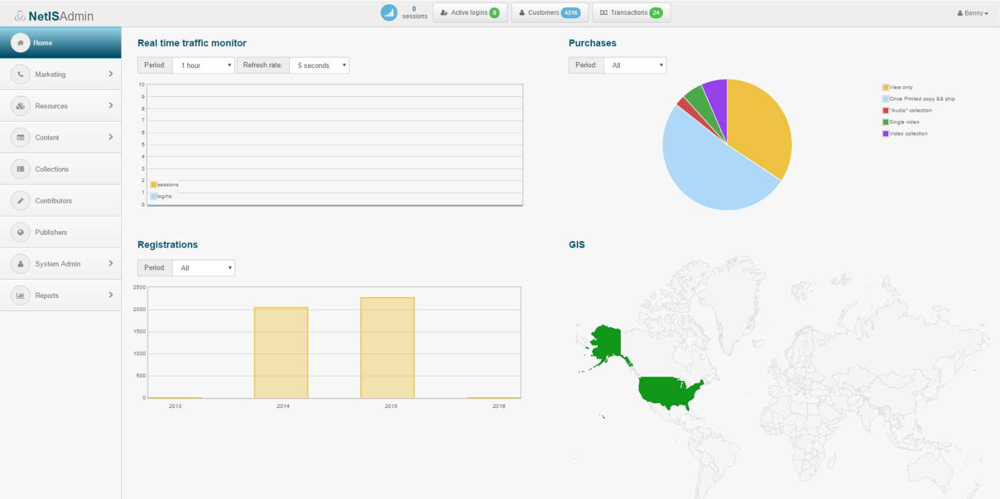 NetISAdmin
0
sessions
Active logins 0
Customers 4316
Transactions 24
Benny
Home
Marketing
Resources
Content
Collections
Contributors
Publishers
System Admin
Reports
Real time traffic monitor
Period: 1 hour Refresh rate: 5 seconds
10
9
8
7
6
5
4
3
2
1
0
sessions
logins
Purchases
Period: All
View only
Once Printed copy && ship
"Audio" collection
Single video
Video collection
Registrations
Period: All
2500
2000
1500
1000
500
0
2013 2014 2015 2016
GIS